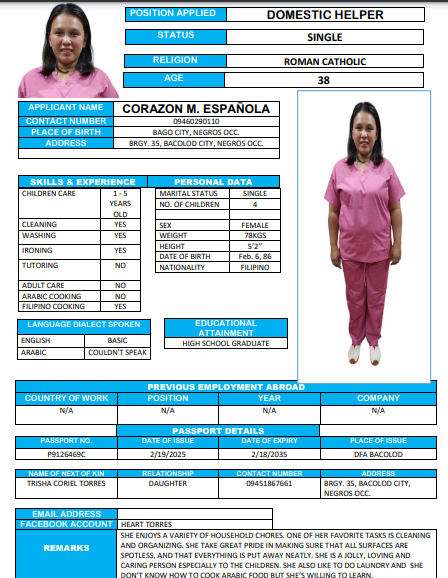 POSITION APPLIED DOMESTIC HELPER
STATUS SINGLE
RELIGION ROMAN CATHOLIC
AGE 38
APPLICANT NAME CORAZON M. ESPAÑOLA
CONTACT NUMBER 09460290110
PLACE OF BIRTH BAGO CITY, NEGROS OCC.
ADDRESS BRGY. 35, BACOLOD CITY, NEGROS OCC.
SKILLS & EXPERIENCE PERSONAL DATA
CHILDREN CARE 1 - 5 YEARS OLD
CLEANING YES
WASHING YES
IRONING YES
TUTORING NO
ADULT CARE NO
ARABIC COOKING NO
FILIPINO COOKING YES
MARITAL STATUS SINGLE
NO. OF CHILDREN 4
SEX FEMALE
WEIGHT 78KGS
HEIGHT 5'2''
DATE OF BIRTH Feb. 6, 86
NATIONALITY FILIPINO
LANGUAGE DIALECT SPOKEN
ENGLISH BASIC
ARABIC COULDN'T SPEAK
EDUCATIONAL
ATTAINMENT
HIGH SCHOOL GRADUATE
PREVIOUS EMPLOYMENT ABROAD
COUNTRY OF WORK POSITION YEAR COMPANY
N/A N/A N/A N/A
PASSPORT DETAILS
PASSPORT NO. DATE OF ISSUE DATE OF EXPIRY PLACE OF ISSUE
P9126469C 2/19/2025 2/18/2035 DFA BACOLOD
NAME OF NEXT OF KIN RELATIONSHIP CONTACT NUMBER ADDRESS
TRISHA CORIEL TORRES DAUGHTER 09451867661 BRGY. 35, BACOLOD CITY,
NEGROS OCC.
EMAIL ADDRESS
FACEBOOK ACCOUNT HEART TORRES
REMARKS
SHE ENJOYS A VARIETY OF HOUSEHOLD CHORES. ONE OF HER FAVORITE TASKS IS CLEANING
AND ORGANIZING. SHE TAKE GREAT PRIDE IN MAKING SURE THAT ALL SURFACES ARE
SPOTLESS, AND THAT EVERYTHING IS PUT AWAY NEATLY. SHE IS A JOLLY, LOVING AND
CARING PERSON ESPECIALLY TO THE CHILDREN. SHE ALSO LIKE TO DO LAUNDRY AND SHE
DON'T KNOW HOW TO COOK ARABIC FOOD BUT SHE'S WILLING TO LEARN.